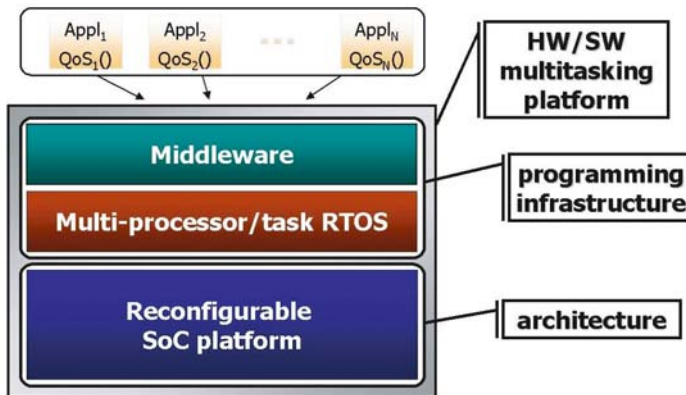 Appl₁ Appl₂ Applₙ
QoS₁() QoS₂() QoSₙ()
HW/SW
multitasking
platform
Middleware
programming
infrastructure
Multi-processor/task RTOS
Reconfigurable
SoC platform
architecture